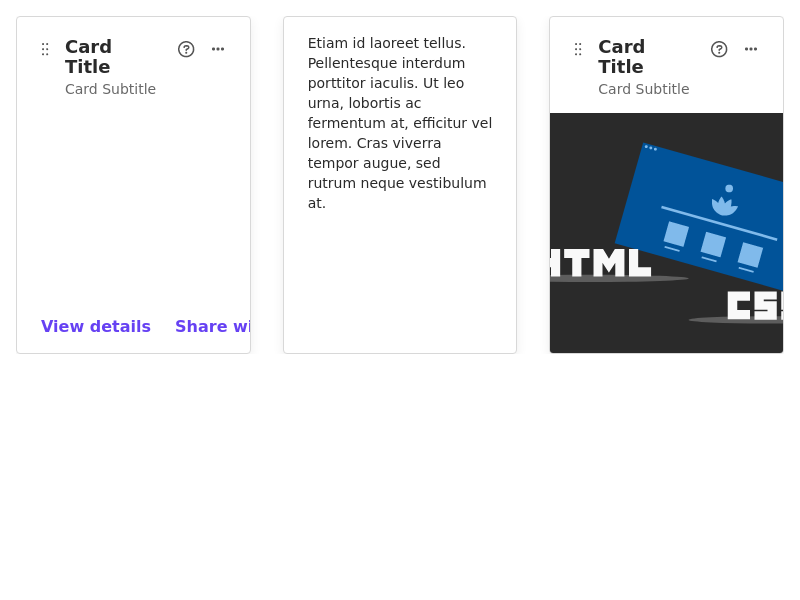 Card
Title
Card Subtitle
View details
Share
Etiam id laoreet tellus.
Pellentesque interdum
porttitor iaculis. Ut leo
urna, lobortis ac
fermentum at, efficitur vel
lorem. Cras viverra
tempor augue, sed
rutrum neque vestibulum
at.
Card
Title
Card Subtitle
HTML